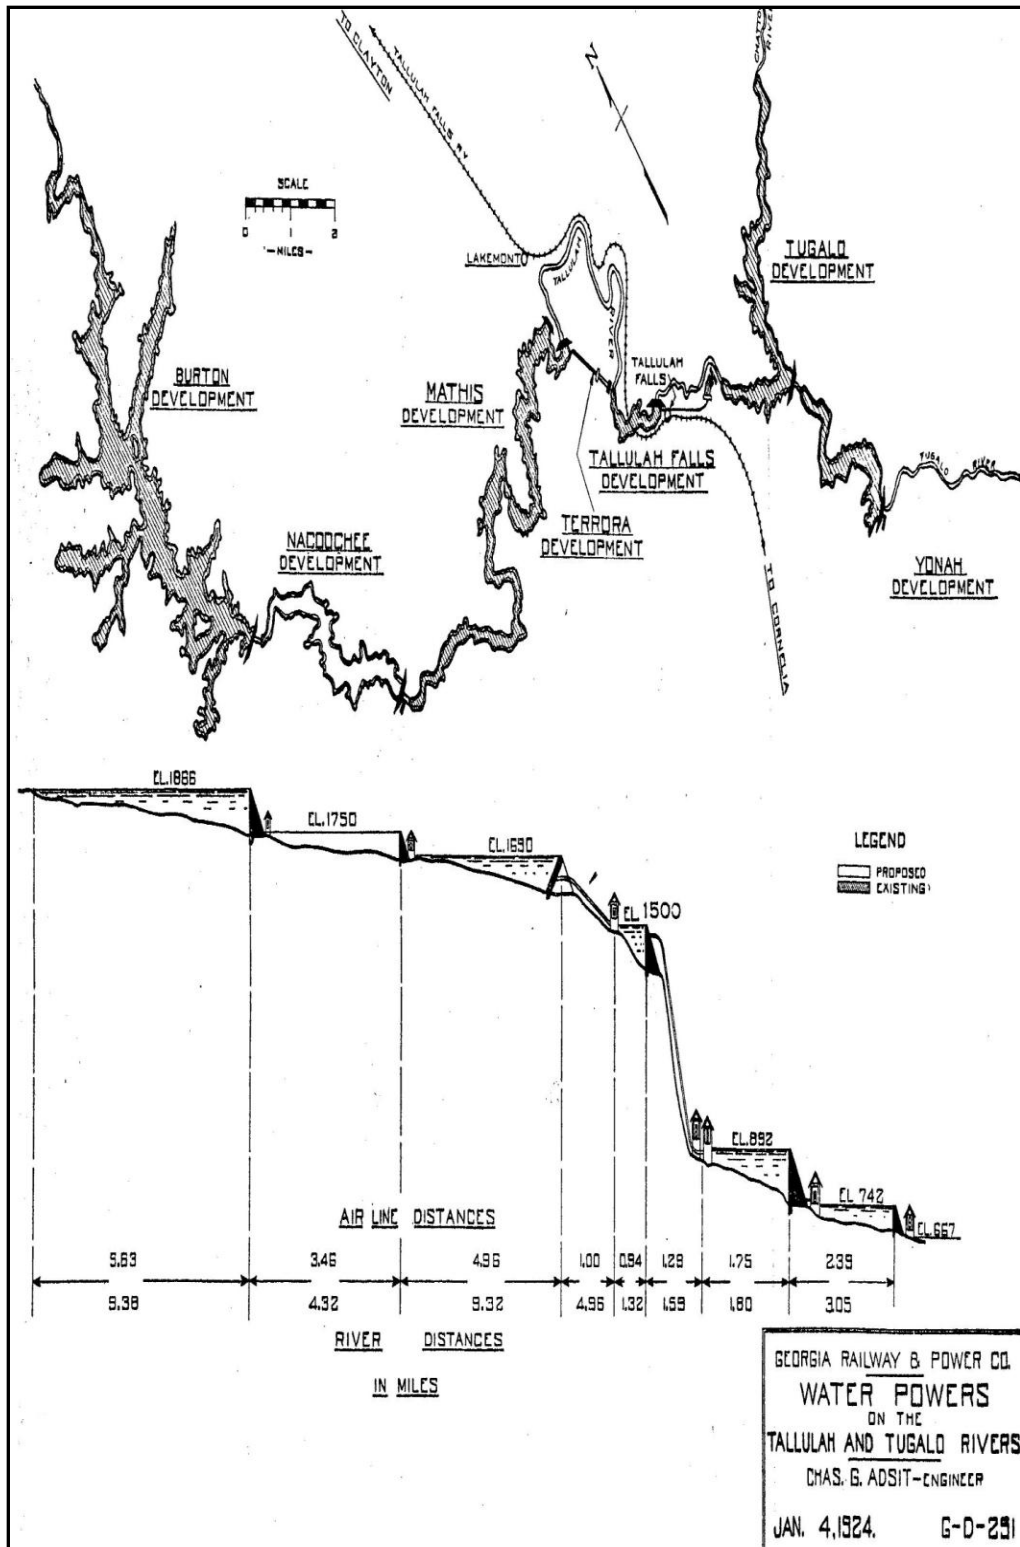 CHATTOO
RIVER
TO CLAYTON
TALLULAH FALLS RY
N
SCALE
0 1 2
-MILES-
LAKEMONT
TALLULAH
RIVER
TUGALO
DEVELOPMENT
BURTON
DEVELOPMENT
MATHIS
DEVELOPMENT
TALLULAH
FALLS
TALLULAH FALLS
DEVELOPMENT
TUGALO RIVER
NACOOCHEE
DEVELOPMENT
TERRORA
DEVELOPMENT
YONAH
DEVELOPMENT
TO CORNELIA
EL.1866
EL.1750
EL.1690
EL. 1500
LEGEND
PROPOSED
EXISTING
EL.892
EL 742
EL.667
AIR LINE DISTANCES
3.46 4.96 1.00 0.94 1.29 1.75 2.39
9.38 4.32 9.32 4.96 1.32 1.59 1.80 3.05
RIVER DISTANCES
IN MILES
GEORGIA RAILWAY & POWER CO.
WATER POWERS
ON THE
TALLULAH AND TUGALO RIVERS
CHAS. G. ADSIT-ENGINEER
JAN. 4,1924. G-D-291